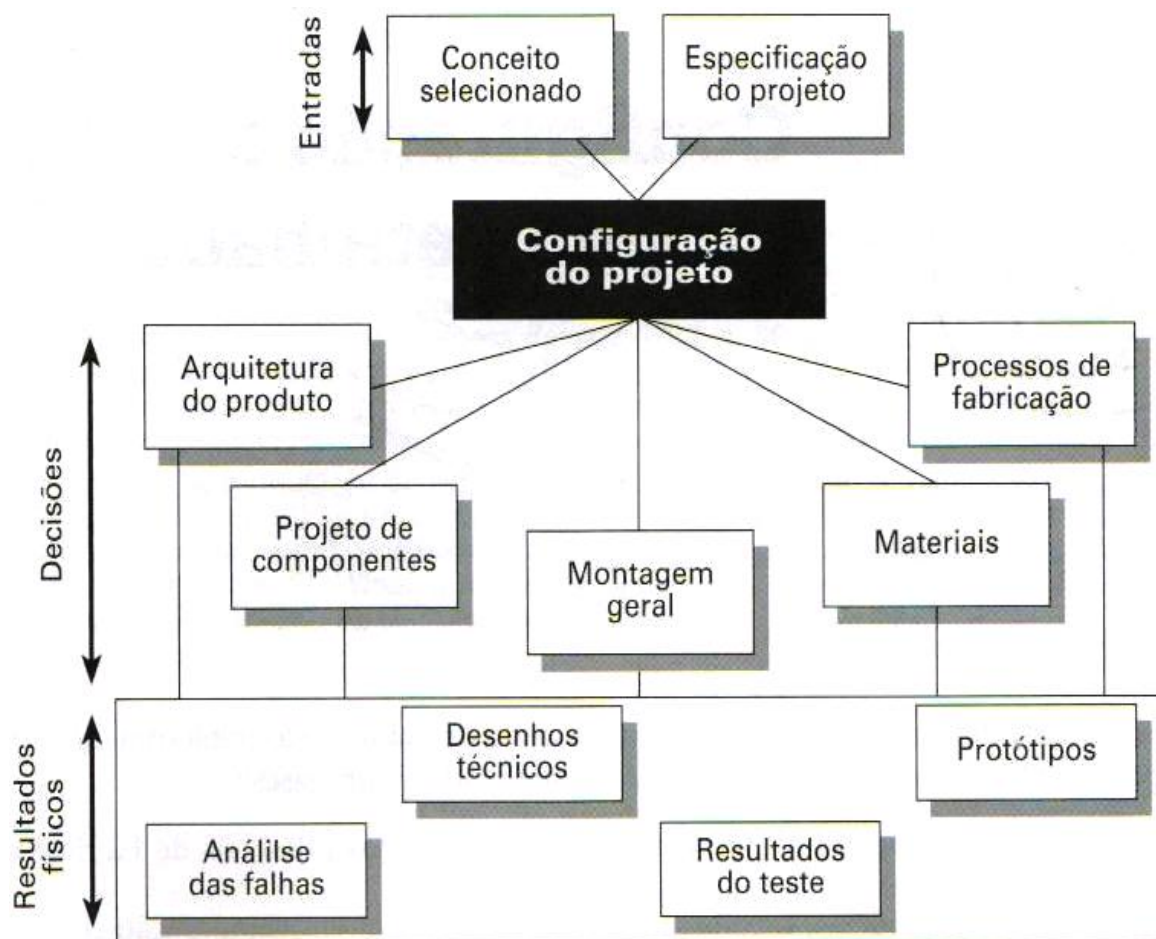 Entradas
Conceito
selecionado
Especificação
do projeto
Configuração
do projeto
Decisões
Arquitetura
do produto
Processos de
fabricação
Projeto de
componentes
Materiais
Montagem
geral
Resultados
físicos
Desenhos
técnicos
Protótipos
Análilse
das falhas
Resultados
do teste